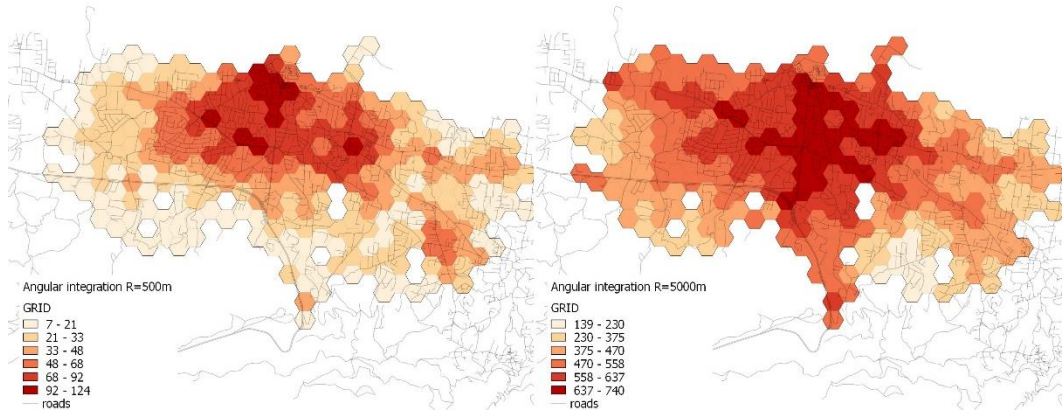 Angular integration R=500m
GRID
7 - 21
21 - 33
33 - 48
48 - 68
68 - 92
92 - 124
roads
Angular integration R=5000m
GRID
139 - 230
230 - 375
375 - 470
470 - 558
558 - 637
637 - 740
roads